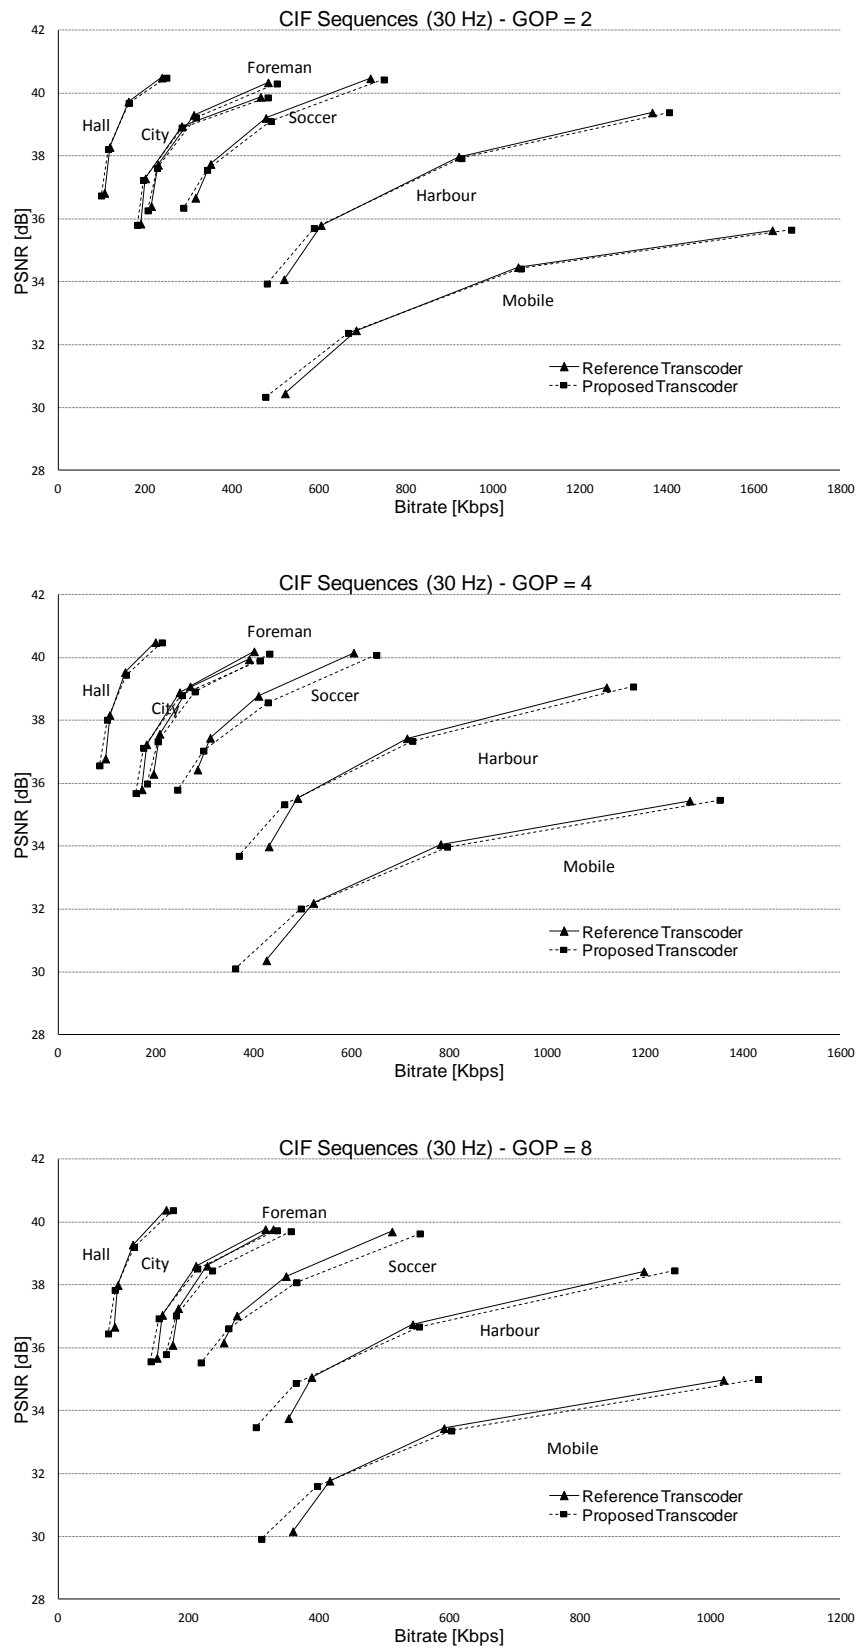 CIF Sequences (30 Hz) - GOP = 2
42
40
38
36
34
32
30
28
PSNR [dB]
Hall
City
Foreman
Soccer
Harbour
Mobile
Reference Transcoder
Proposed Transcoder
0 200 400 600 800 1000 1200 1400 1600 1800
Bitrate [Kbps]
CIF Sequences (30 Hz) - GOP = 4
42
40
38
36
34
32
30
28
PSNR [dB]
Hall
City
Foreman
Soccer
Harbour
Mobile
Reference Transcoder
Proposed Transcoder
0 200 400 600 800 1000 1200 1400 1600
Bitrate [Kbps]
CIF Sequences (30 Hz) - GOP = 8
42
40
38
36
34
32
30
28
PSNR [dB]
Hall
City
Foreman
Soccer
Harbour
Mobile
Reference Transcoder
Proposed Transcoder
0 200 400 600 800 1000 1200
Bitrate [Kbps]